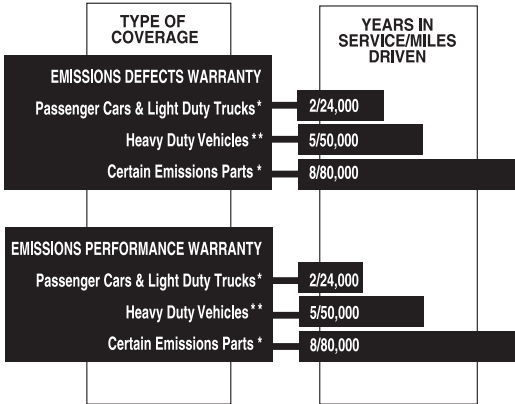 TYPE OF
COVERAGE
YEARS IN
SERVICE/MILES
DRIVEN
EMISSIONS DEFECTS WARRANTY
Passenger Cars & Light Duty Trucks* 2/24,000
Heavy Duty Vehicles** 5/50,000
Certain Emissions Parts* 8/80,000
EMISSIONS PERFORMANCE WARRANTY
Passenger Cars & Light Duty Trucks* 2/24,000
Heavy Duty Vehicles** 5/50,000
Certain Emissions Parts* 8/80,000